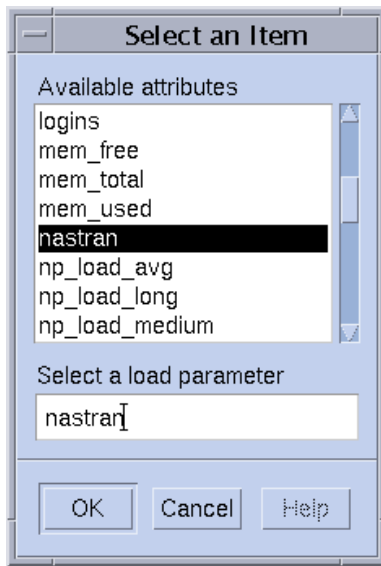 Select an Item
Available attributes
logins
mem_free
mem_total
mem_used
nastran
np_load_avg
np_load_long
np_load_medium
Select a load parameter
nastran
OK Cancel Help